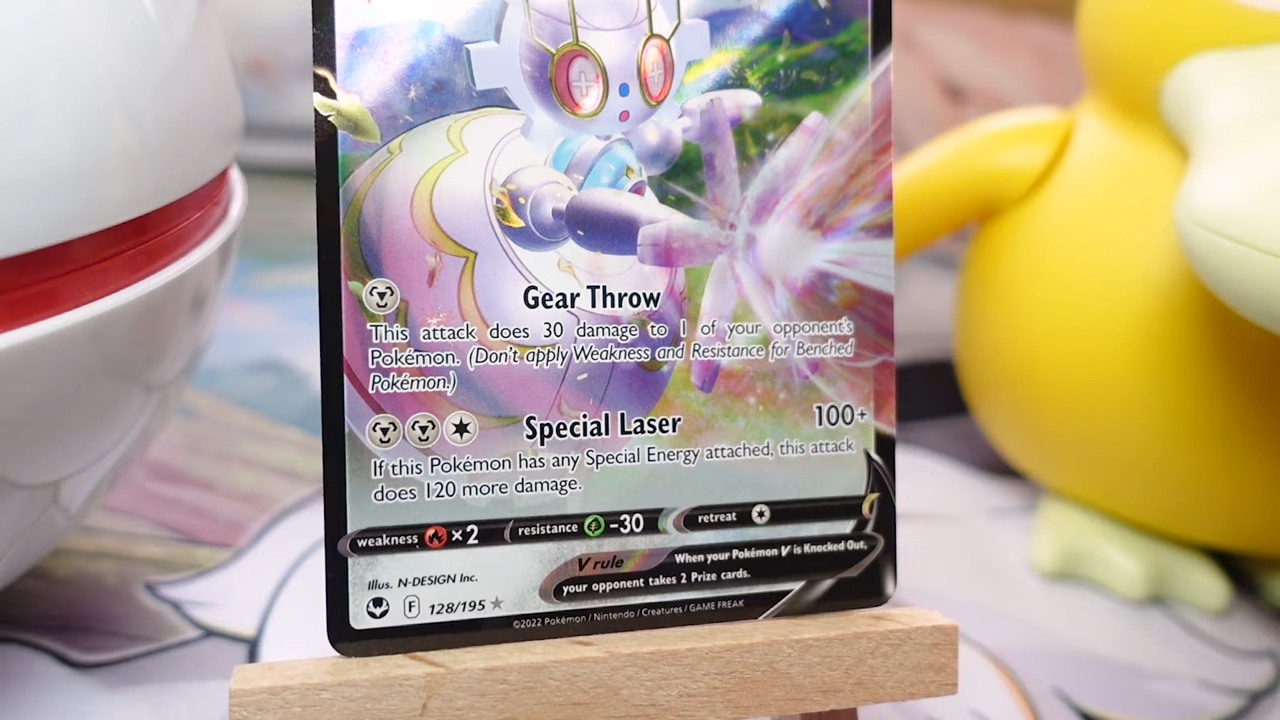 Gear Throw
This attack does 30 damage to 1 of your opponent's
Pokémon. (Don't apply Weakness and Resistance for Benched
Pokémon.)
Special Laser 100+
If this Pokémon has any Special Energy attached, this attack
does 120 more damage.
weakness ×2 resistance -30 retreat
V rule When your Pokémon V is Knocked Out,
your opponent takes 2 Prize cards.
Illus. N-DESIGN Inc.
F 128/195 ★
©2022 Pokémon / Nintendo / Creatures / GAME FREAK